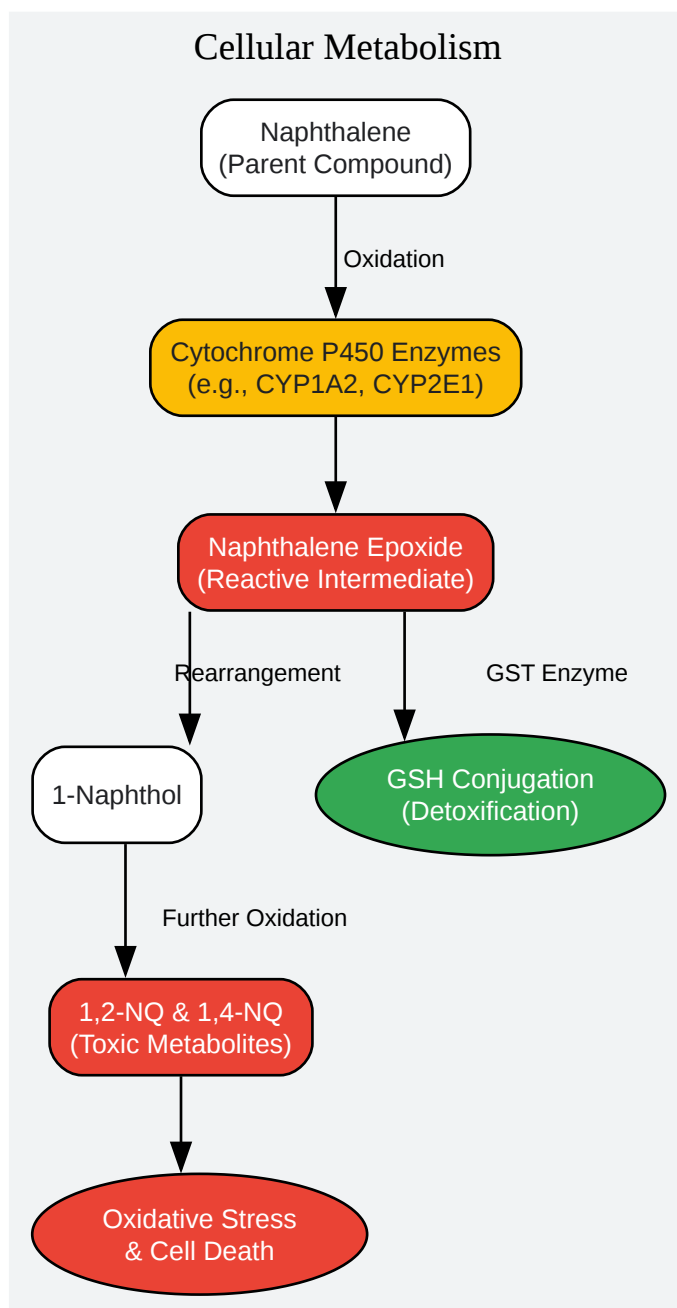 Cellular Metabolism
Naphthalene
(Parent Compound)
Oxidation
Cytochrome P450 Enzymes
(e.g., CYP1A2, CYP2E1)
Naphthalene Epoxide
(Reactive Intermediate)
Rearrangement
GST Enzyme
1-Naphthol
GSH Conjugation
(Detoxification)
Further Oxidation
1,2-NQ & 1,4-NQ
(Toxic Metabolites)
Oxidative Stress
& Cell Death